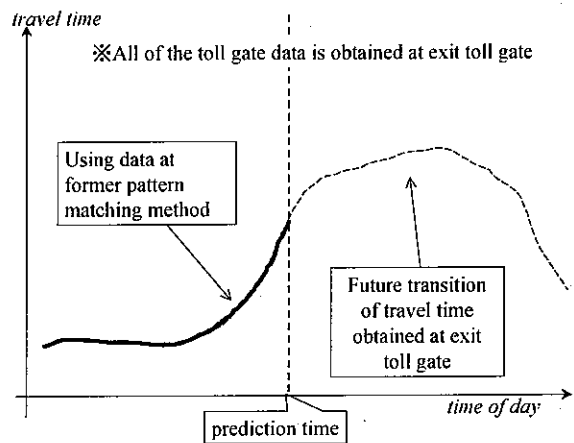 travel time
※All of the toll gate data is obtained at exit toll gate
Using data at
former pattern
matching method
Future transition
of travel time
obtained at exit
toll gate
time of day
prediction time